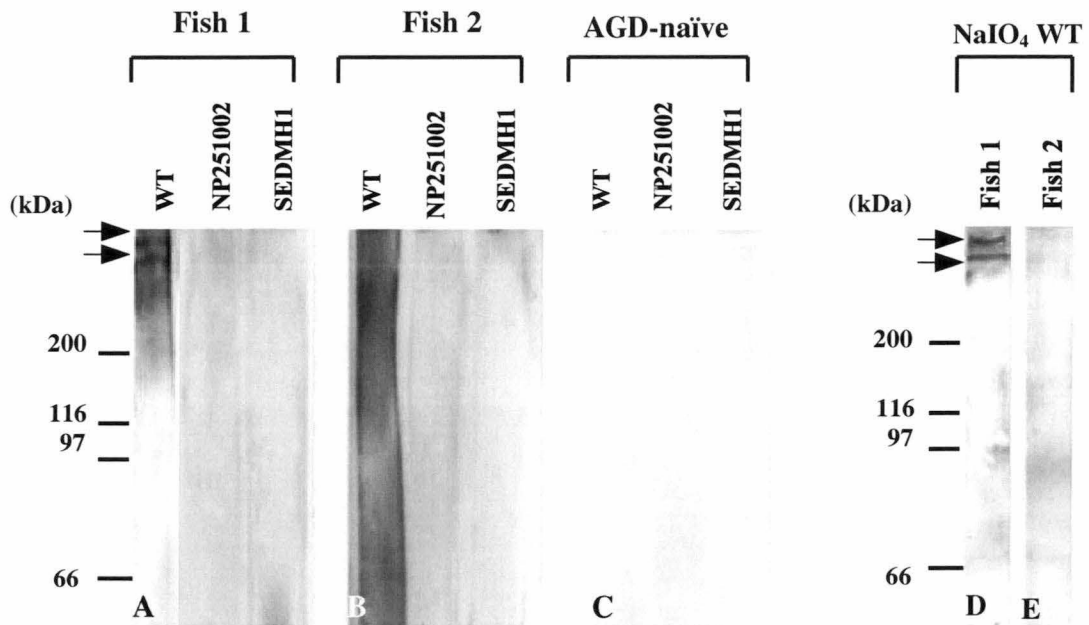 Fish 1 Fish 2 AGD-naïve NaIO₄ WT
WT NP251002 SEDMH1 WT NP251002 SEDMH1 WT NP251002 SEDMH1 Fish 1 Fish 2
(kDa) (kDa)
200 200
116 116
97 97
66 66
A B C D E